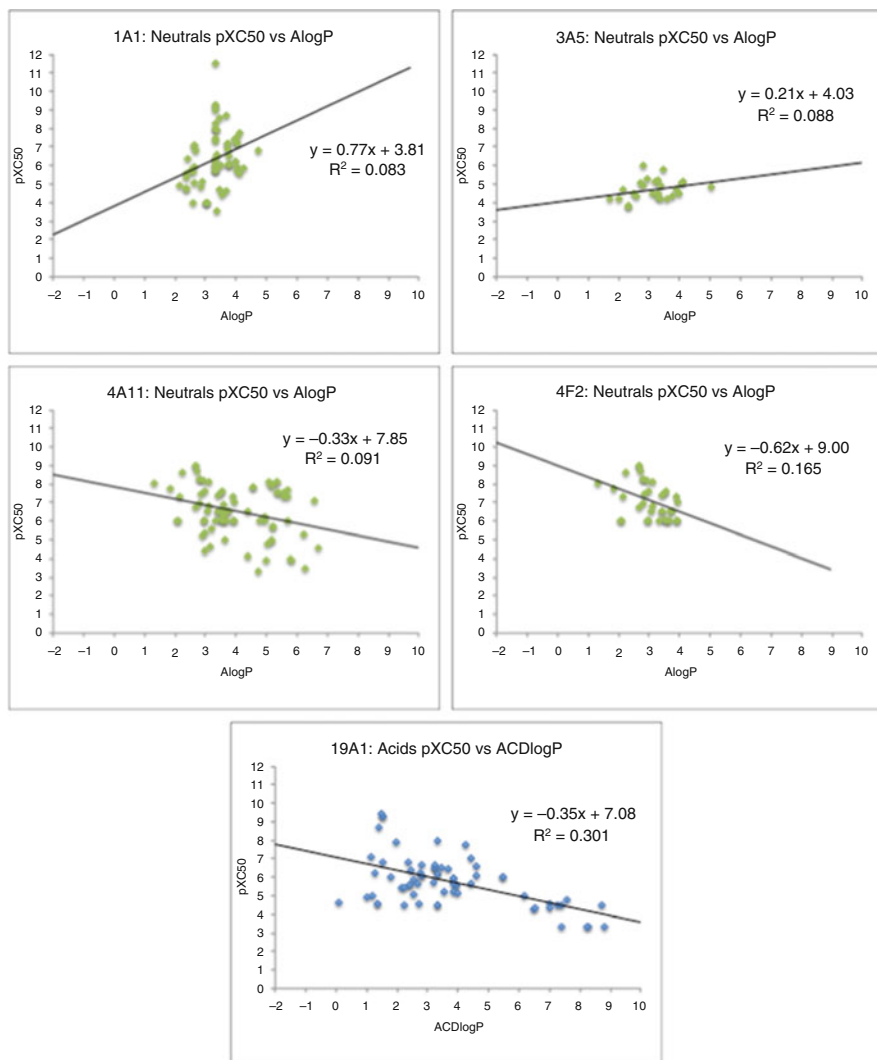 1A1: Neutrals pXC50 vs AlogP
12
11
10
9
8
7
6
5
4
3
2
1
0
pXC50
y = 0.77x + 3.81
R² = 0.083
−2 −1 0 1 2 3 4 5 6 7 8 9 10
AlogP
3A5: Neutrals pXC50 vs AlogP
12
11
10
9
8
7
6
5
4
3
2
1
0
pXC50
y = 0.21x + 4.03
R² = 0.088
−2 −1 0 1 2 3 4 5 6 7 8 9 10
AlogP
4A11: Neutrals pXC50 vs AlogP
12
11
10
9
8
7
6
5
4
3
2
1
0
pXC50
y = −0.33x + 7.85
R² = 0.091
−2 −1 0 1 2 3 4 5 6 7 8 9 10
AlogP
4F2: Neutrals pXC50 vs AlogP
12
11
10
9
8
7
6
5
4
3
2
1
0
pXC50
y = −0.62x + 9.00
R² = 0.165
−2 −1 0 1 2 3 4 5 6 7 8 9 10
AlogP
19A1: Acids pXC50 vs ACDlogP
12
11
10
9
8
7
6
5
4
3
2
1
0
pXC50
y = −0.35x + 7.08
R² = 0.301
−2 −1 0 1 2 3 4 5 6 7 8 9 10
ACDlogP